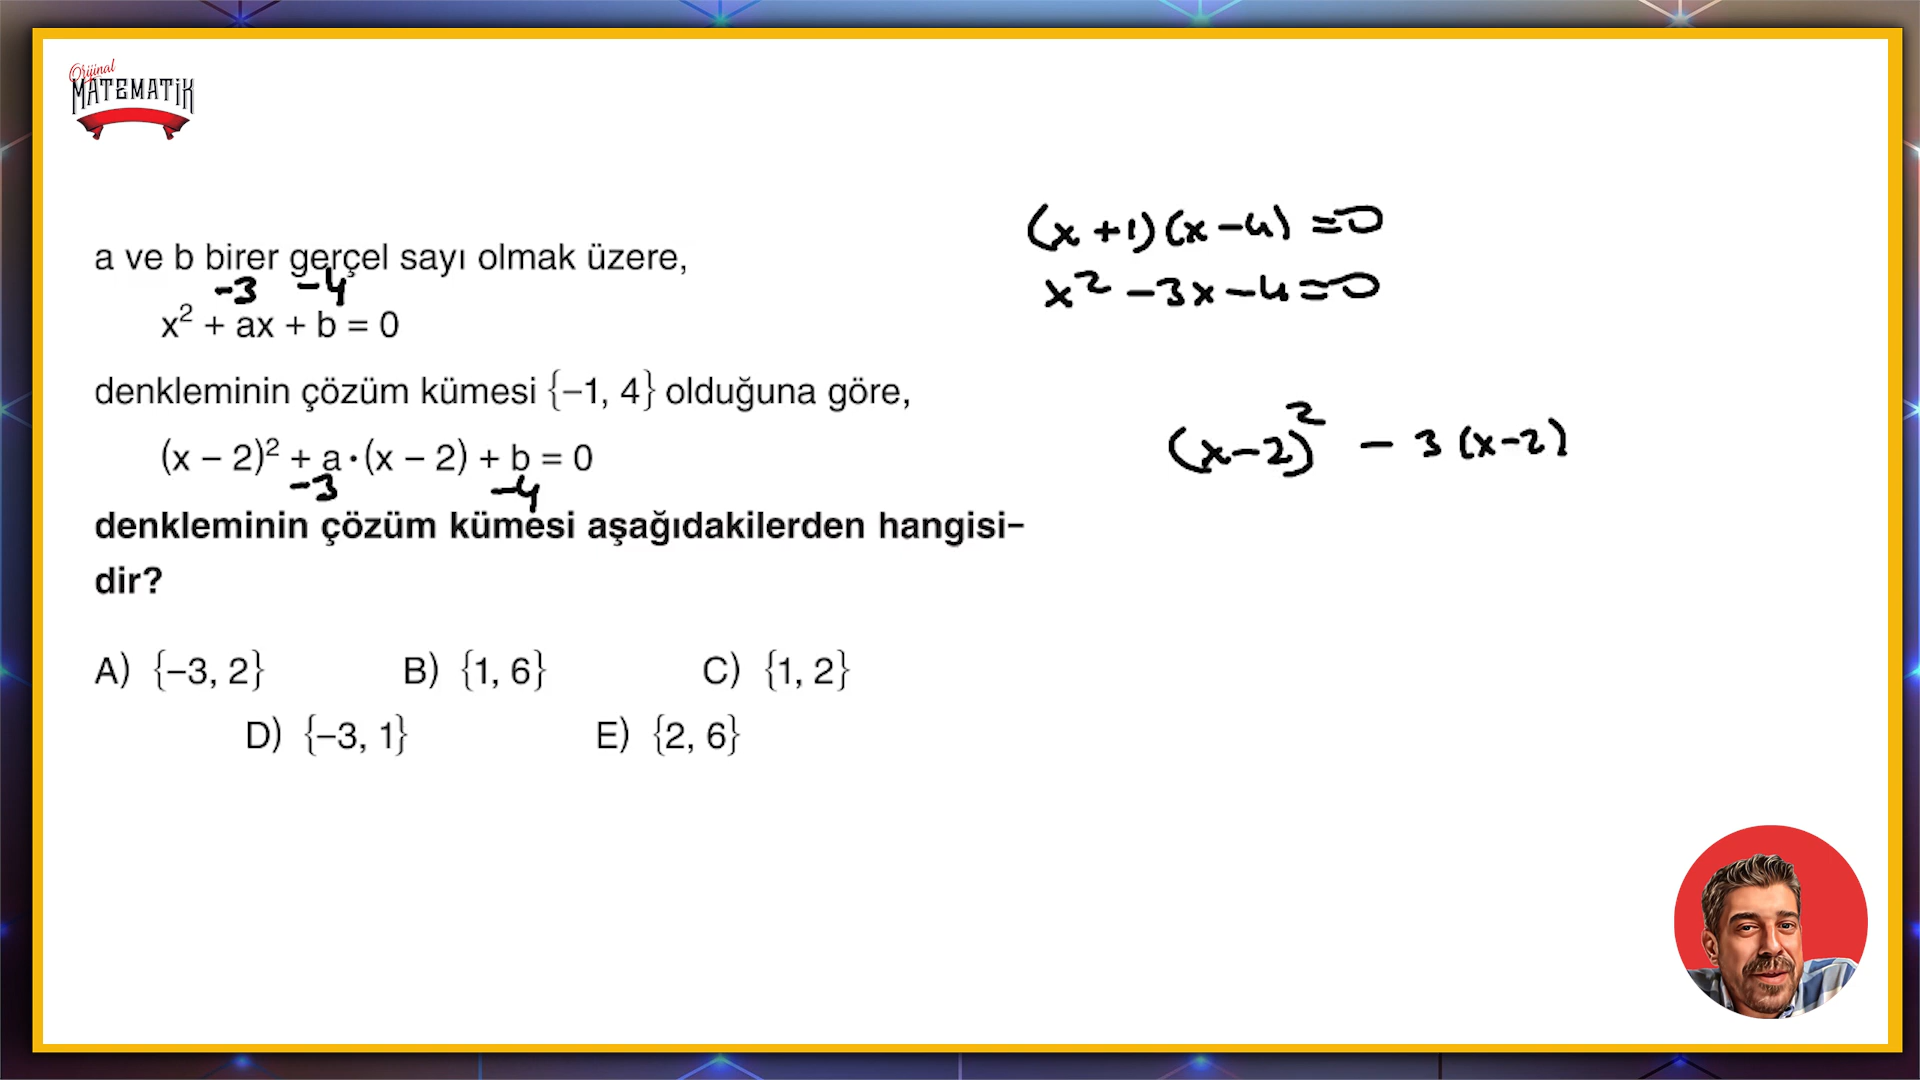 Orijinal
MATEMATİK
a ve b birer gerçel sayı olmak üzere,
-3 -4
x² + ax + b = 0
denkleminin çözüm kümesi {−1, 4} olduğuna göre,
(x − 2)² + a·(x − 2) + b = 0
-3 -4
denkleminin çözüm kümesi aşağıdakilerden hangisi-
dir?
A) {−3, 2} B) {1, 6} C) {1, 2}
D) {−3, 1} E) {2, 6}
(x+1)(x-4)=0
x²-3x-4=0
(x-2)² - 3(x-2)